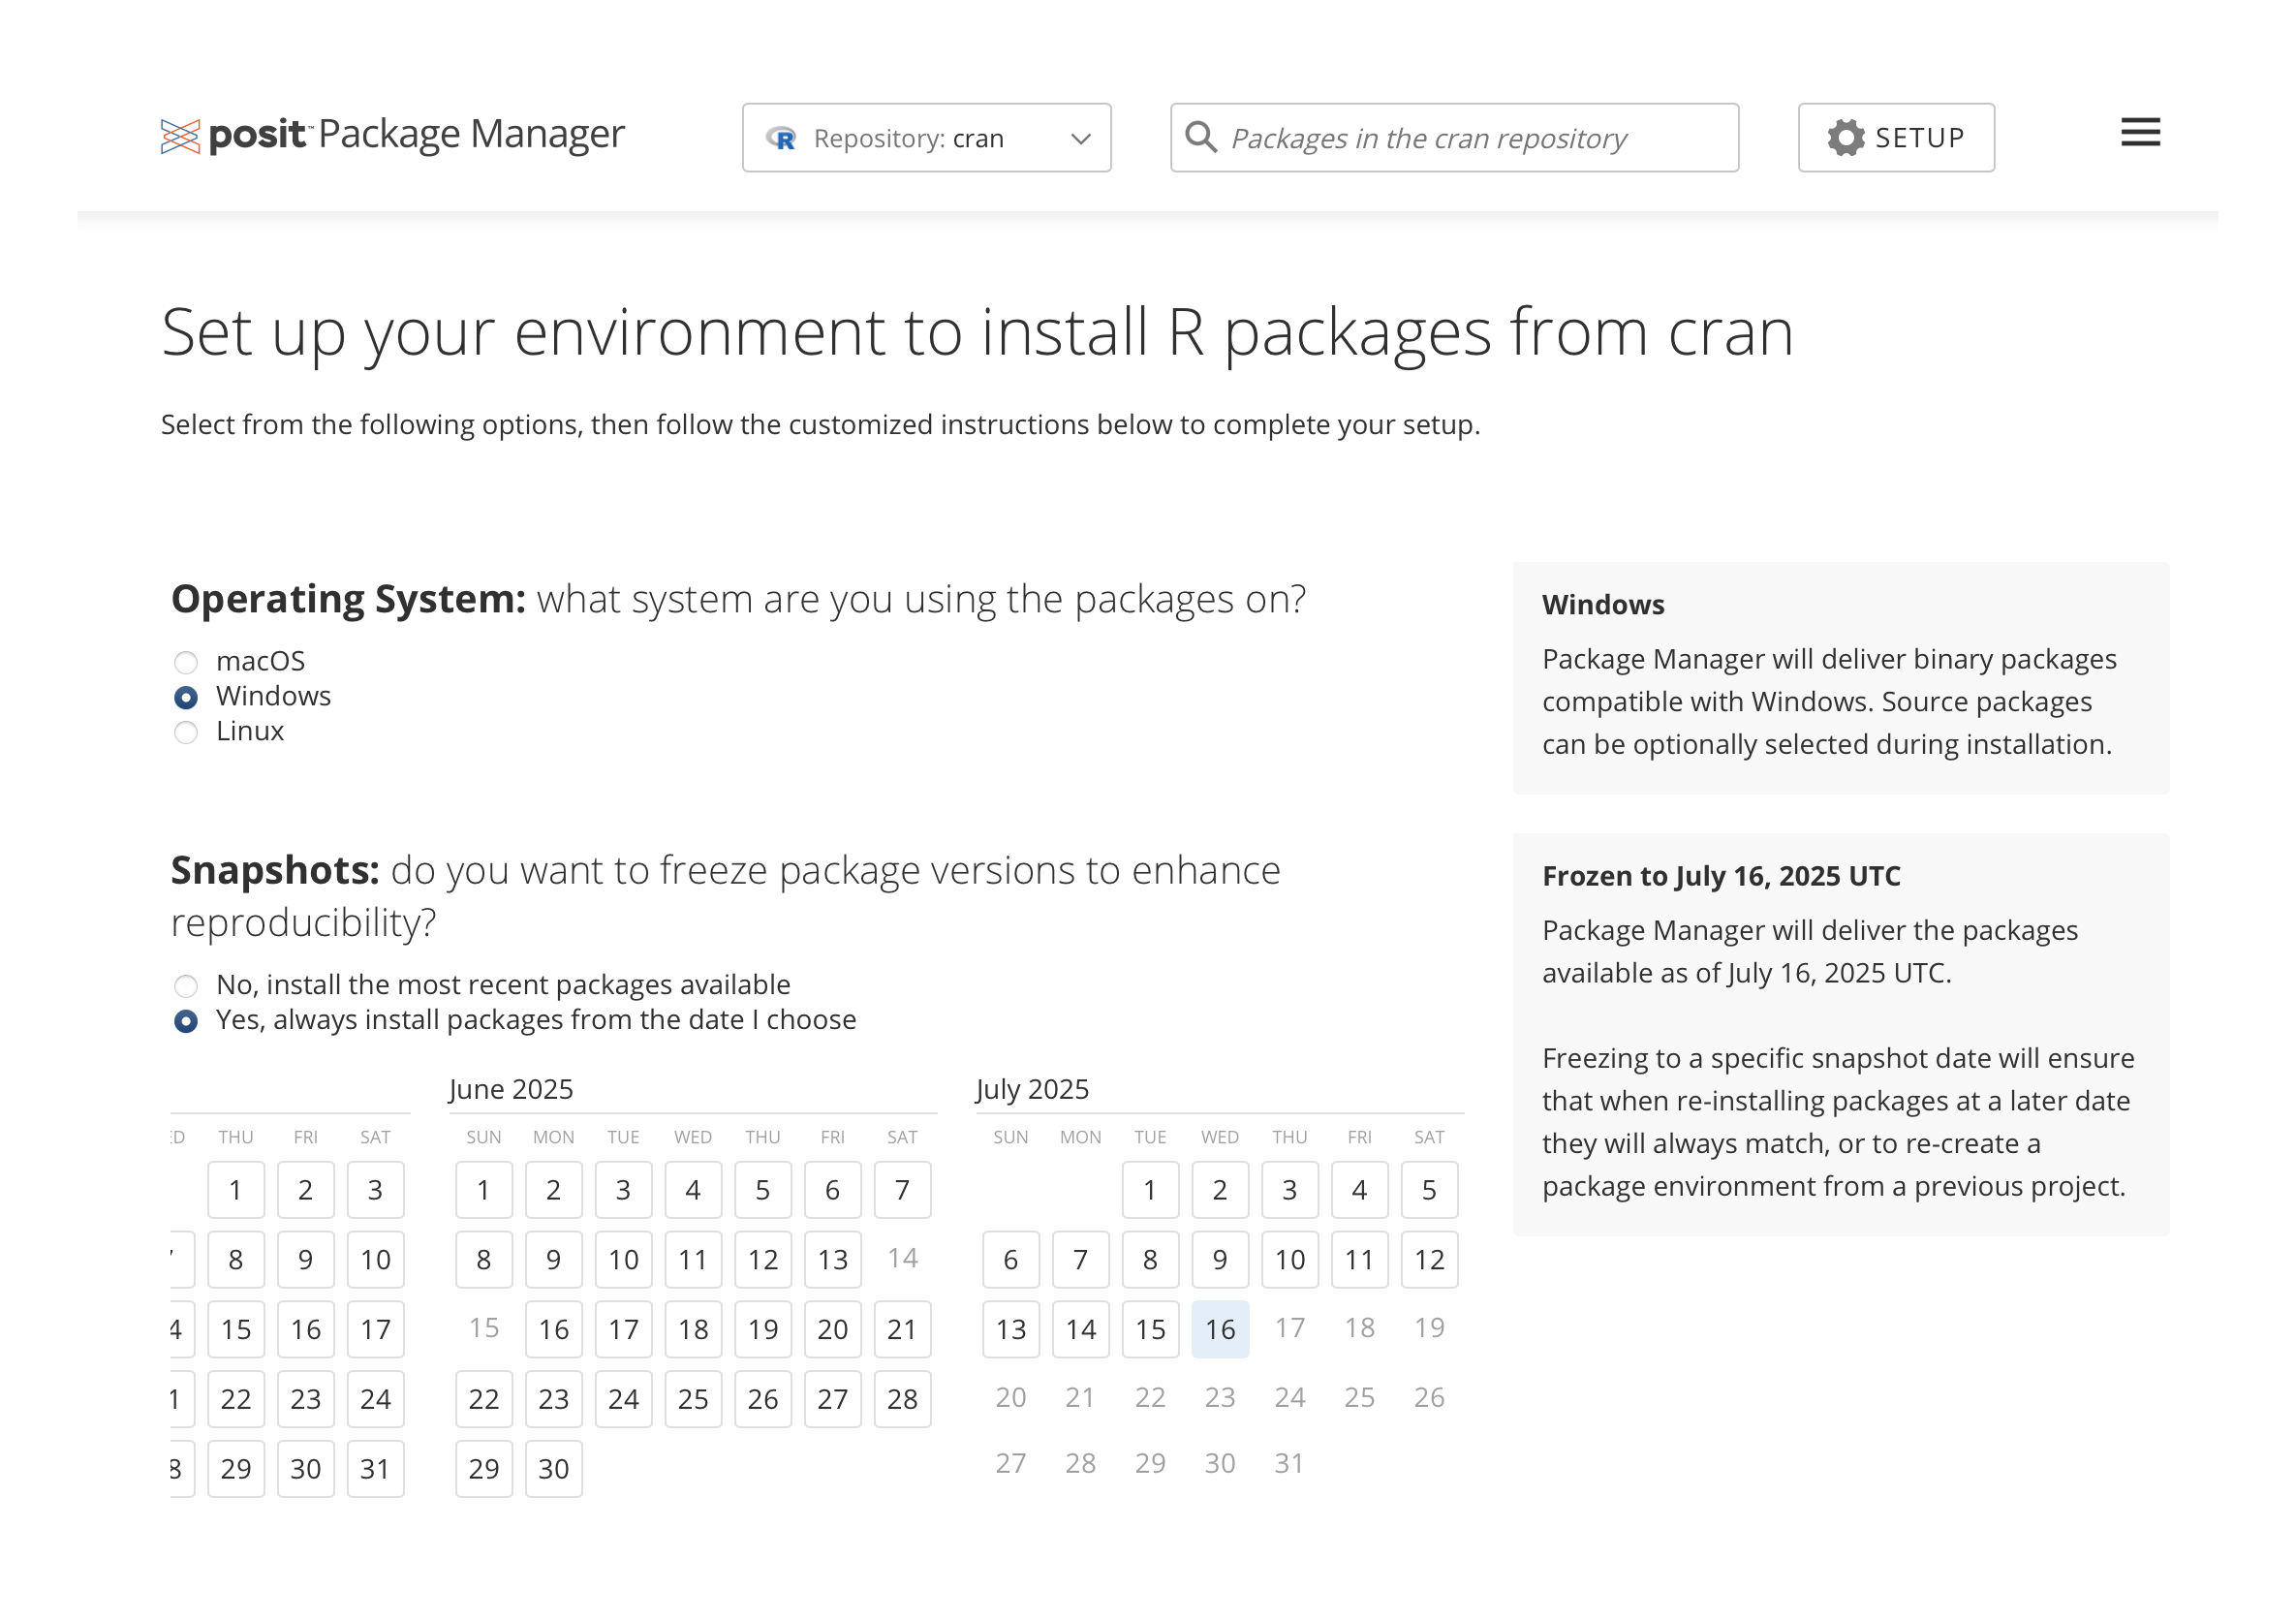 posit™ Package Manager
Repository: cran
Packages in the cran repository
SETUP
Set up your environment to install R packages from cran
Select from the following options, then follow the customized instructions below to complete your setup.
Operating System: what system are you using the packages on?
macOS
Windows
Linux
Windows
Package Manager will deliver binary packages
compatible with Windows. Source packages
can be optionally selected during installation.
Snapshots: do you want to freeze package versions to enhance
reproducibility?
No, install the most recent packages available
Yes, always install packages from the date I choose
THU FRI SAT
1 2 3
8 9 10
4 15 16 17
1 22 23 24
8 29 30 31
June 2025
SUN MON TUE WED THU FRI SAT
1 2 3 4 5 6 7
8 9 10 11 12 13 14
15 16 17 18 19 20 21
22 23 24 25 26 27 28
29 30
July 2025
SUN MON TUE WED THU FRI SAT
1 2 3 4 5
6 7 8 9 10 11 12
13 14 15 16 17 18 19
20 21 22 23 24 25 26
27 28 29 30 31
Frozen to July 16, 2025 UTC
Package Manager will deliver the packages
available as of July 16, 2025 UTC.
Freezing to a specific snapshot date will ensure
that when re-installing packages at a later date
they will always match, or to re-create a
package environment from a previous project.